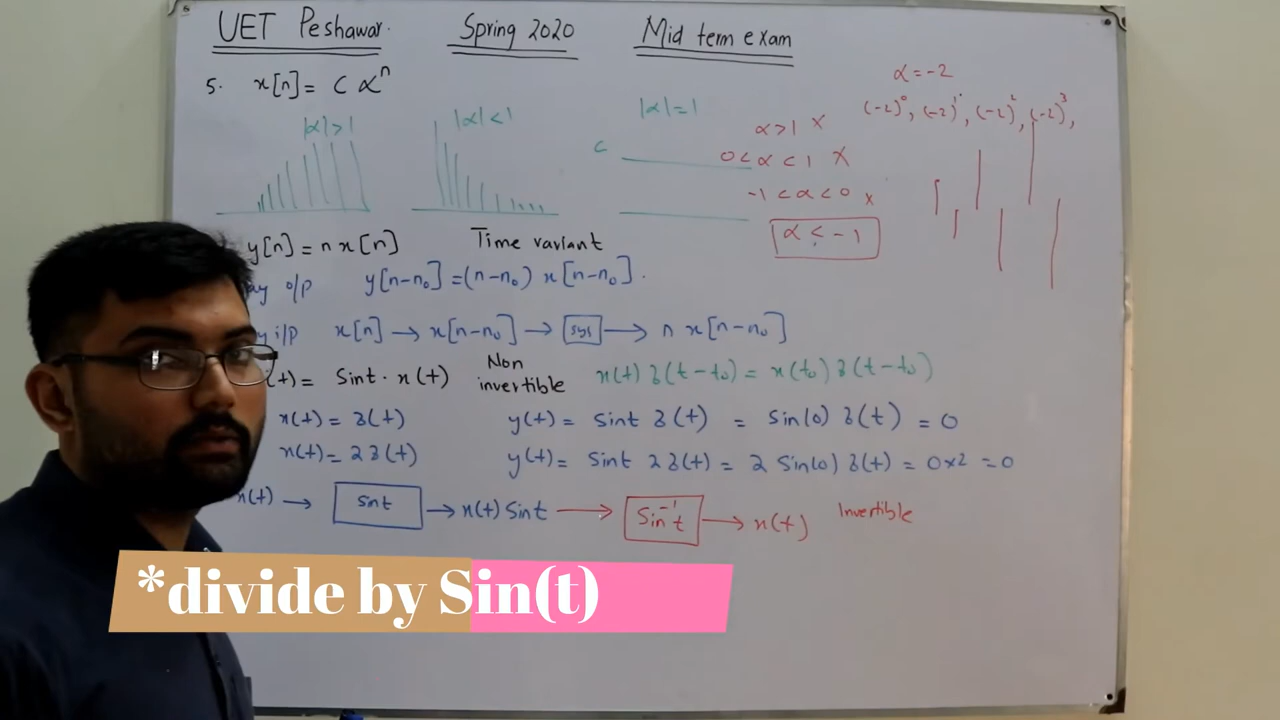 UET Peshawar. Spring 2020 Mid term exam
5. x[n] = C α^n
|α|>1 |α|<1 |α|=1
C
α>1 ×
0<α<1 ×
-1<α<0 ×
α<-1
α=-2
(-2)^0, (-2)^1, (-2)^2, (-2)^3,
y[n] = n x[n] Time variant
ay o/p y[n-n₀] = (n-n₀) x[n-n₀].
ay i/p x[n] → x[n-n₀] → sys → n x[n-n₀]
(t) = Sint · x(t) Non invertible x(t) δ(t-t₀) = x(t₀) δ(t-t₀)
x(t) = δ(t) y(t) = Sint δ(t) = Sin(0) δ(t) = 0
x(t) = 2δ(t) y(t) = Sint 2δ(t) = 2 Sin(0) δ(t) = 0×2 = 0
x(t) → Sint → x(t) Sint → Sin⁻¹t → x(t) Invertible
*divide by Sin(t)